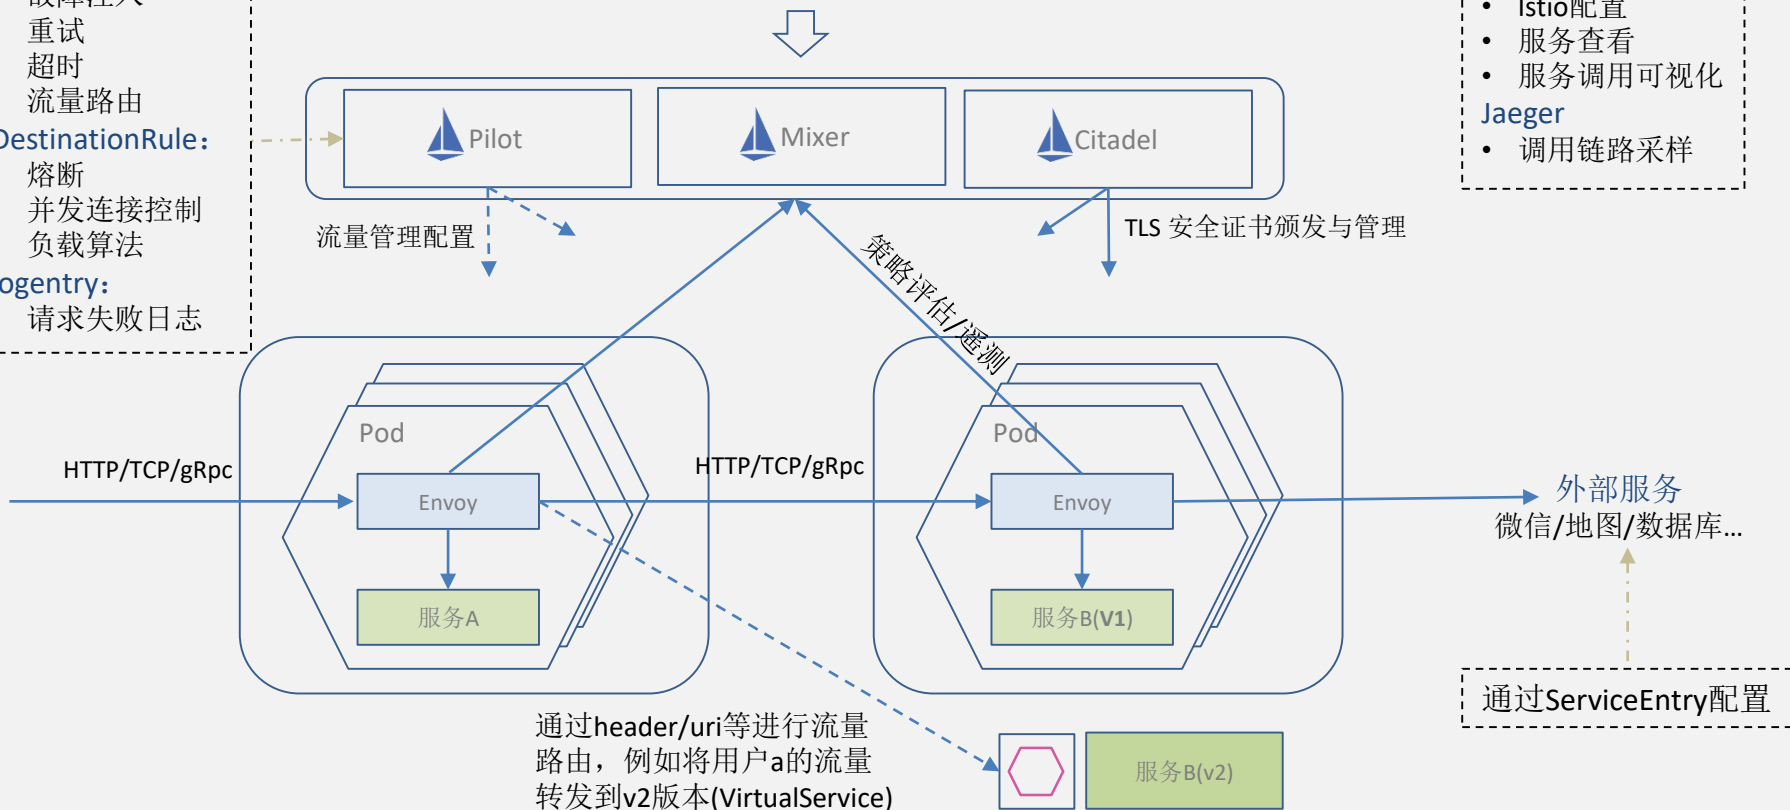 故障注入
重试
超时
流量路由
DestinationRule：
熔断
并发连接控制
负载算法
ogentry：
请求失败日志
Pilot
Mixer
Citadel
Istio配置
服务查看
服务调用可视化
Jaeger
调用链路采样
流量管理配置
策略评估/遥测
TLS 安全证书颁发与管理
HTTP/TCP/gRpc
Pod
Envoy
服务A
HTTP/TCP/gRpc
Pod
Envoy
服务B(V1)
外部服务
微信/地图/数据库...
通过ServiceEntry配置
通过header/uri等进行流量
路由，例如将用户a的流量
转发到v2版本(VirtualService)
服务B(v2)